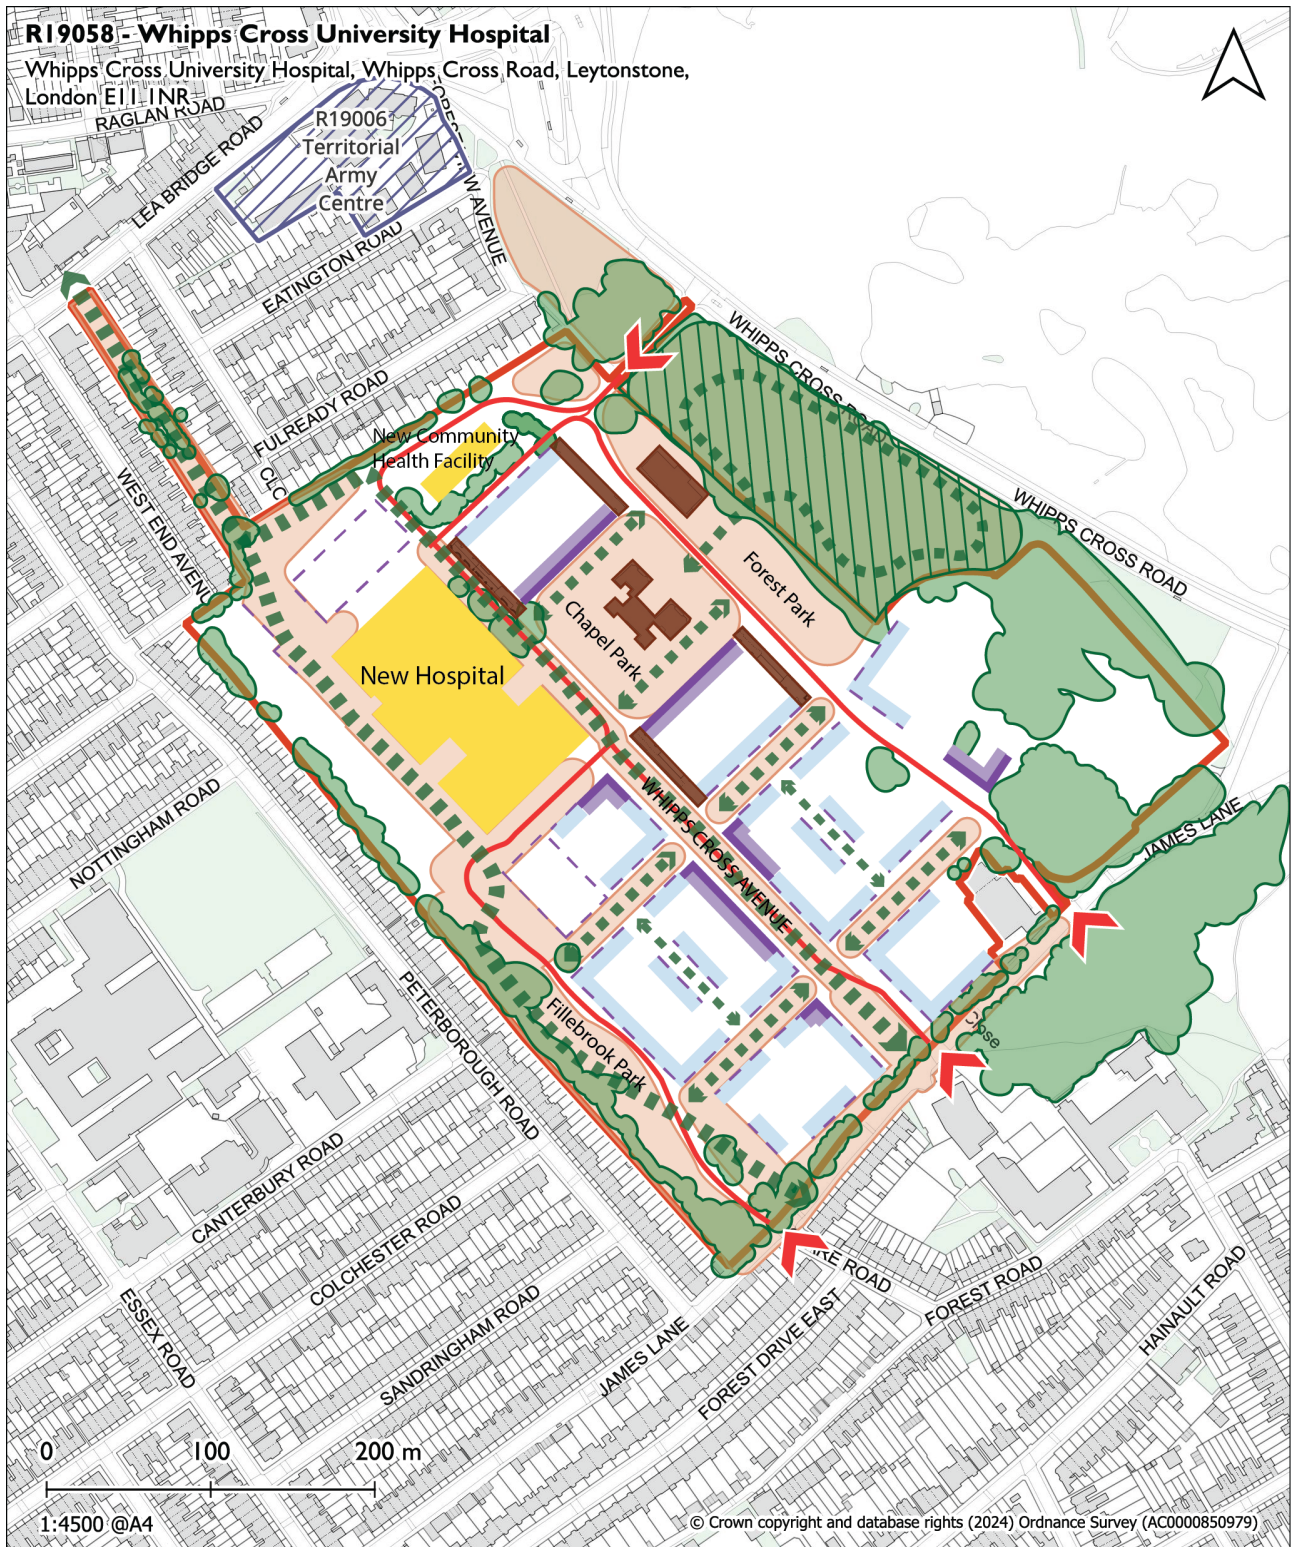 R19058 - Whipps Cross University Hospital
Whipps Cross University Hospital, Whipps Cross Road, Leytonstone,
London E11 1NR
RAGLAN ROAD
LEA BRIDGE ROAD
R19006
Territorial
Army
Centre
AVENUE
EATINGTON ROAD
FULREADY ROAD
WEST END AVENU
WHIPPS CROSS ROAD
WHIPPS CROSS ROAD
New Community
Health Facility
Forest Park
Chapel Park
New Hospital
WHIPPS CROSS AVENUE
JAMES LANE
NOTTINGHAM ROAD
PETERBOROUGH ROAD
Fillebrook Park
Close
CANTERBURY ROAD
COLCHESTER ROAD
SANDRINGHAM ROAD
ESSEX ROAD
JAMES LANE
FOREST DRIVE EAST
ROAD
FOREST ROAD
HAINAULT ROAD
0 100 200 m
1:4500 @A4
© Crown copyright and database rights (2024) Ordnance Survey (AC0000850979)